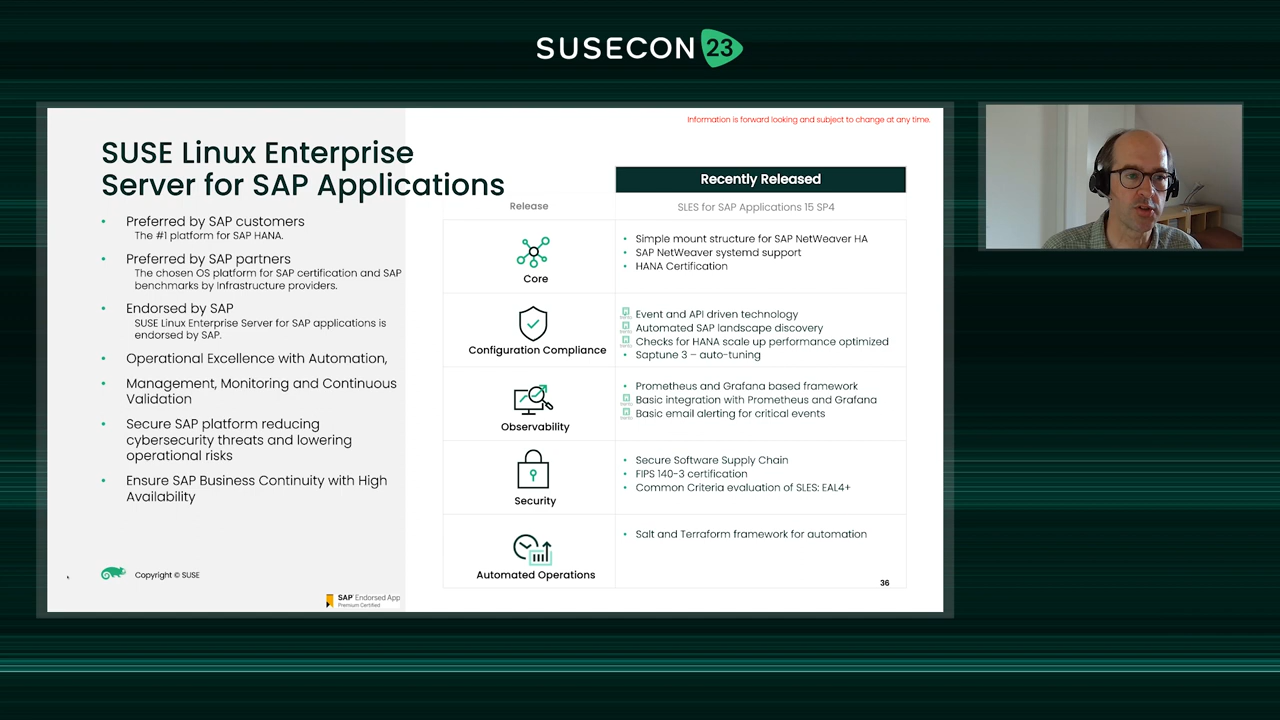 SUSECON 23
Information is forward looking and subject to change at any time.
SUSE Linux Enterprise
Server for SAP Applications
• Preferred by SAP customers
The #1 platform for SAP HANA.
• Preferred by SAP partners
The chosen OS platform for SAP certification and SAP
benchmarks by Infrastructure providers.
• Endorsed by SAP
SUSE Linux Enterprise Server for SAP applications is
endorsed by SAP.
• Operational Excellence with Automation,
• Management, Monitoring and Continuous
Validation
• Secure SAP platform reducing
cybersecurity threats and lowering
operational risks
• Ensure SAP Business Continuity with High
Availability
Copyright © SUSE
SAP Endorsed App
Premium Certified
Recently Released
Release
SLES for SAP Applications 15 SP4
Core
• Simple mount structure for SAP NetWeaver HA
• SAP NetWeaver systemd support
• HANA Certification
Configuration Compliance
Event and API driven technology
Automated SAP landscape discovery
Checks for HANA scale up performance optimized
• Saptune 3 – auto-tuning
Observability
• Prometheus and Grafana based framework
Basic integration with Prometheus and Grafana
Basic email alerting for critical events
Security
• Secure Software Supply Chain
• FIPS 140-3 certification
• Common Criteria evaluation of SLES: EAL4+
Automated Operations
• Salt and Terraform framework for automation
36